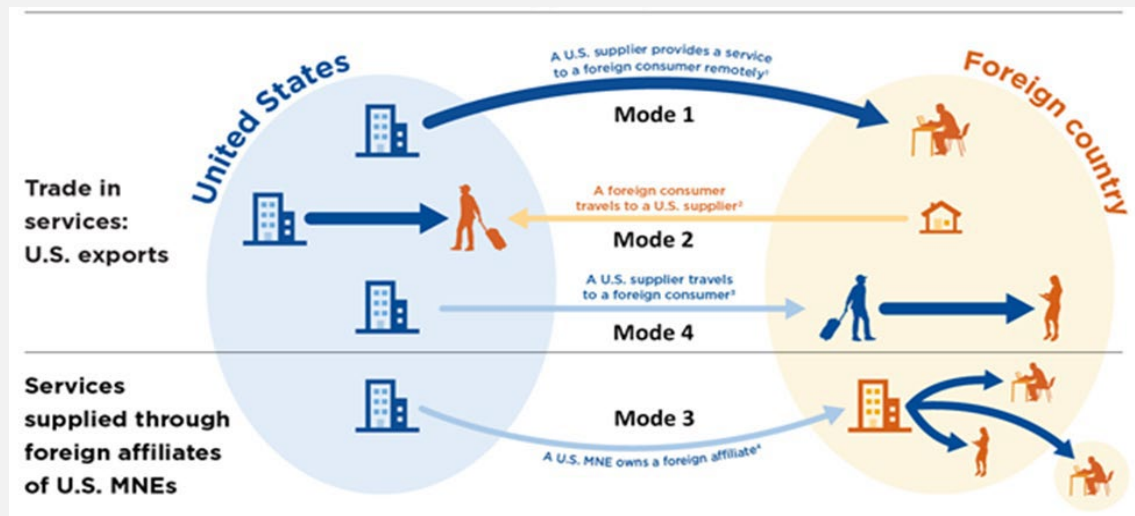 United States
Foreign country
A U.S. supplier provides a service
to a foreign consumer remotely¹
Mode 1
Trade in
services:
U.S. exports
A foreign consumer
travels to a U.S. supplier²
Mode 2
A U.S. supplier travels
to a foreign consumer³
Mode 4
Services
supplied through
foreign affiliates
of U.S. MNEs
Mode 3
A U.S. MNE owns a foreign affiliate⁴